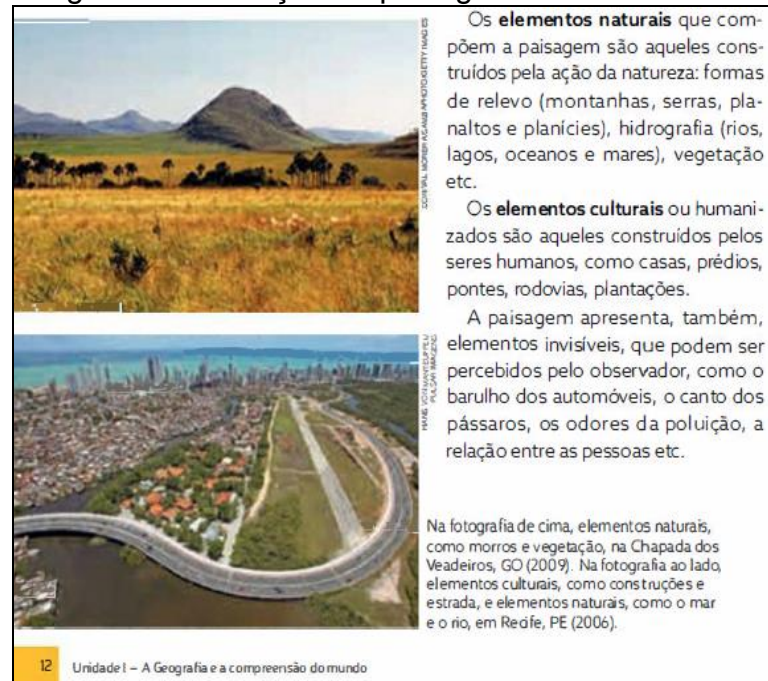 Os elementos naturais que com-
põem a paisagem são aqueles cons-
truídos pela ação da natureza: formas
de relevo (montanhas, serras, pla-
naltos e planícies), hidrografia (rios,
lagos, oceanos e mares), vegetação
etc.
Os elementos culturais ou humani-
zados são aqueles construídos pelos
seres humanos, como casas, prédios,
pontes, rodovias, plantações.
A paisagem apresenta, também,
elementos invisíveis, que podem ser
percebidos pelo observador, como o
barulho dos automóveis, o canto dos
pássaros, os odores da poluição, a
relação entre as pessoas etc.
Na fotografia de cima, elementos naturais,
como morros e vegetação, na Chapada dos
Veadeiros, GO (2009). Na fotografia ao lado,
elementos culturais, como construções e
estrada, e elementos naturais, como o mar
e o rio, em Recife, PE (2006).
12 Unidade I – A Geografia e a compreensão do mundo